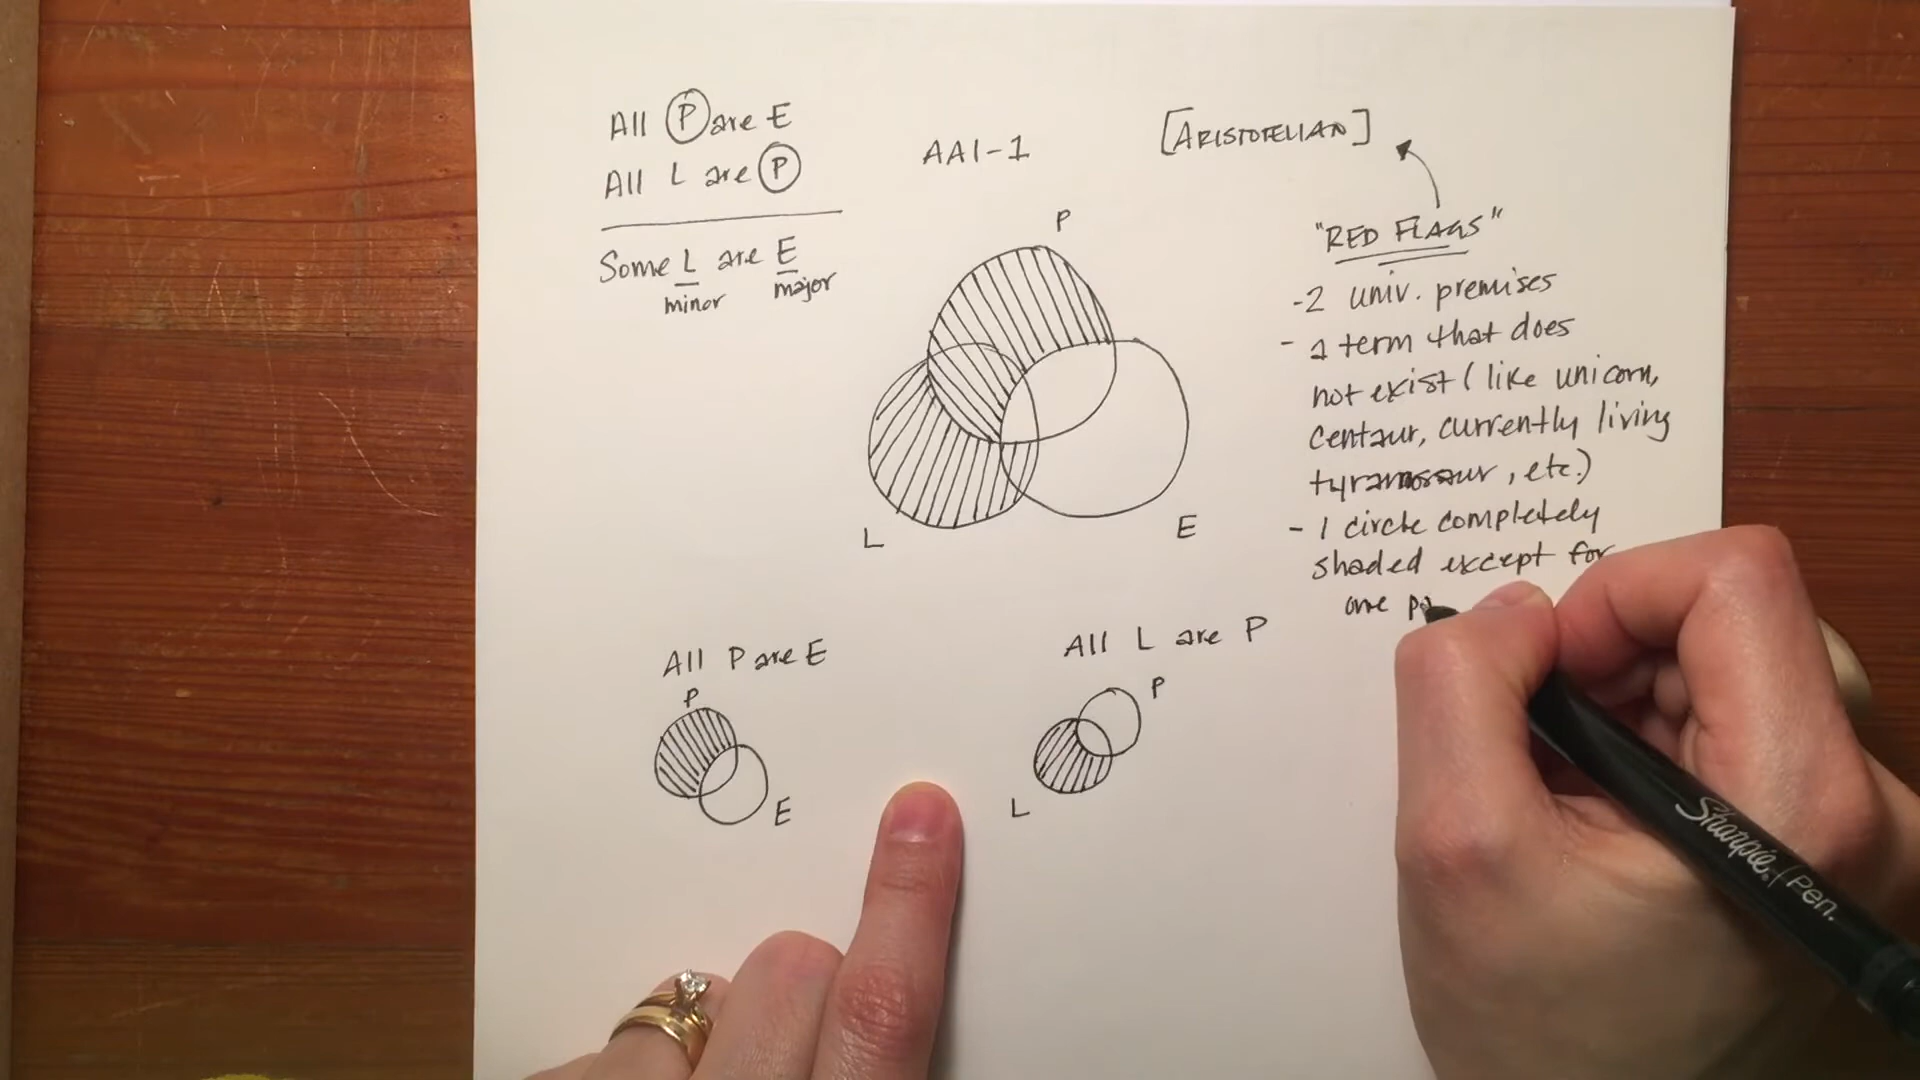 All P are E
All L are P
Some L are E
minor major
AAI-1
[ARISTOTELIAN]
"RED FLAGS"
-2 univ. premises
- a term that does
not exist (like unicorn,
centaur, currently living
tyrannosaur, etc.)
- 1 circle completely
shaded except for
one
P
L
E
All P are E
P
E
All L are P
P
L
Sharpie Pen.